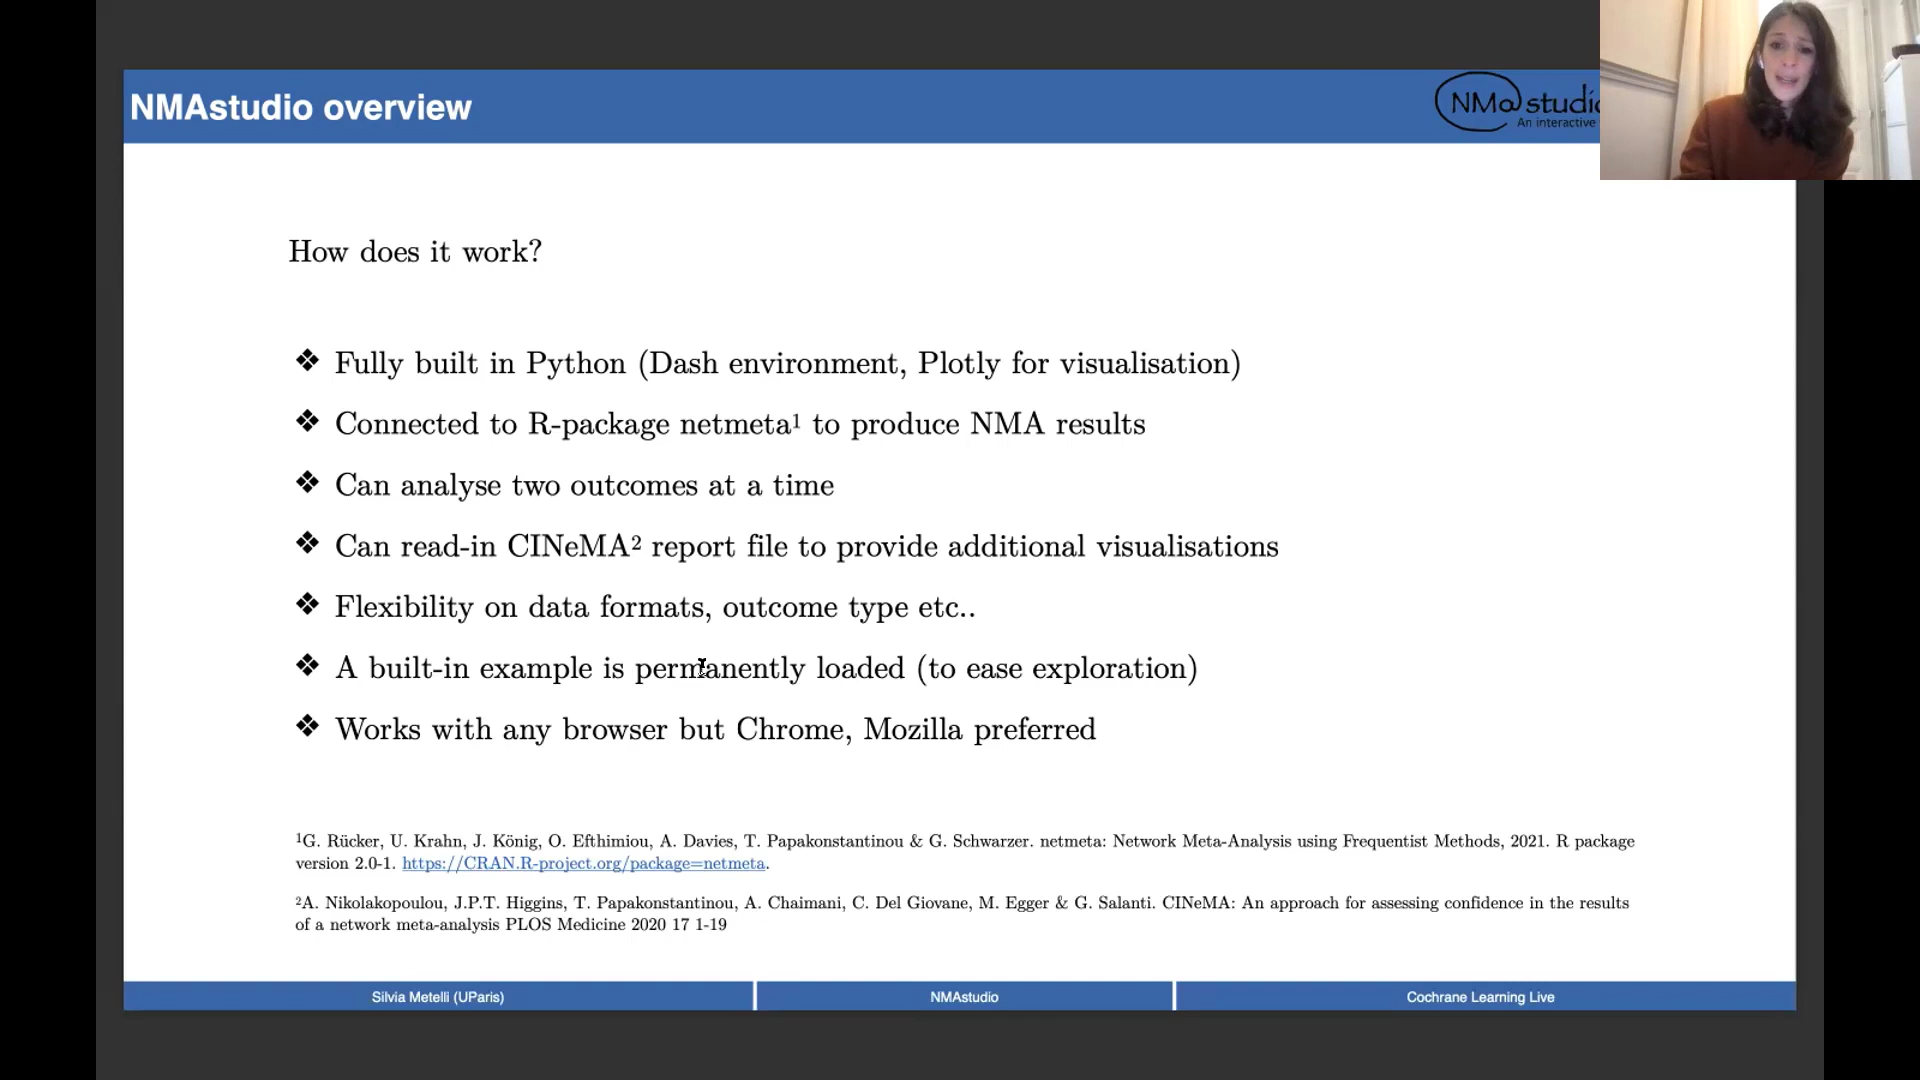 NMAstudio overview
NM@studio
An interactive
How does it work?
❖ Fully built in Python (Dash environment, Plotly for visualisation)
❖ Connected to R-package netmeta¹ to produce NMA results
❖ Can analyse two outcomes at a time
❖ Can read-in CINeMA² report file to provide additional visualisations
❖ Flexibility on data formats, outcome type etc..
❖ A built-in example is permanently loaded (to ease exploration)
❖ Works with any browser but Chrome, Mozilla preferred
¹G. Rücker, U. Krahn, J. König, O. Efthimiou, A. Davies, T. Papakonstantinou & G. Schwarzer. netmeta: Network Meta-Analysis using Frequentist Methods, 2021. R package
version 2.0-1. https://CRAN.R-project.org/package=netmeta.
²A. Nikolakopoulou, J.P.T. Higgins, T. Papakonstantinou, A. Chaimani, C. Del Giovane, M. Egger & G. Salanti. CINeMA: An approach for assessing confidence in the results
of a network meta-analysis PLOS Medicine 2020 17 1-19
Silvia Metelli (UParis)
NMAstudio
Cochrane Learning Live